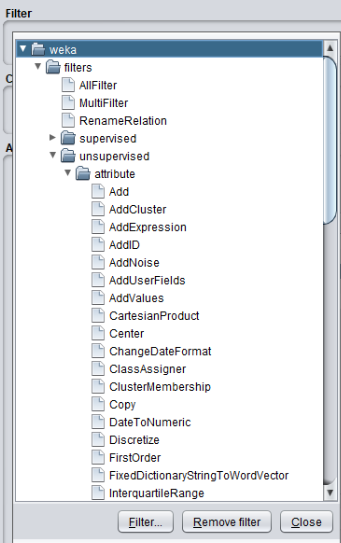 Filter
weka
filters
AllFilter
MultiFilter
RenameRelation
supervised
unsupervised
attribute
Add
AddCluster
AddExpression
AddID
AddNoise
AddUserFields
AddValues
CartesianProduct
Center
ChangeDateFormat
ClassAssigner
ClusterMembership
Copy
DateToNumeric
Discretize
FirstOrder
FixedDictionaryStringToWordVector
InterquartileRange
Filter... Remove filter Close